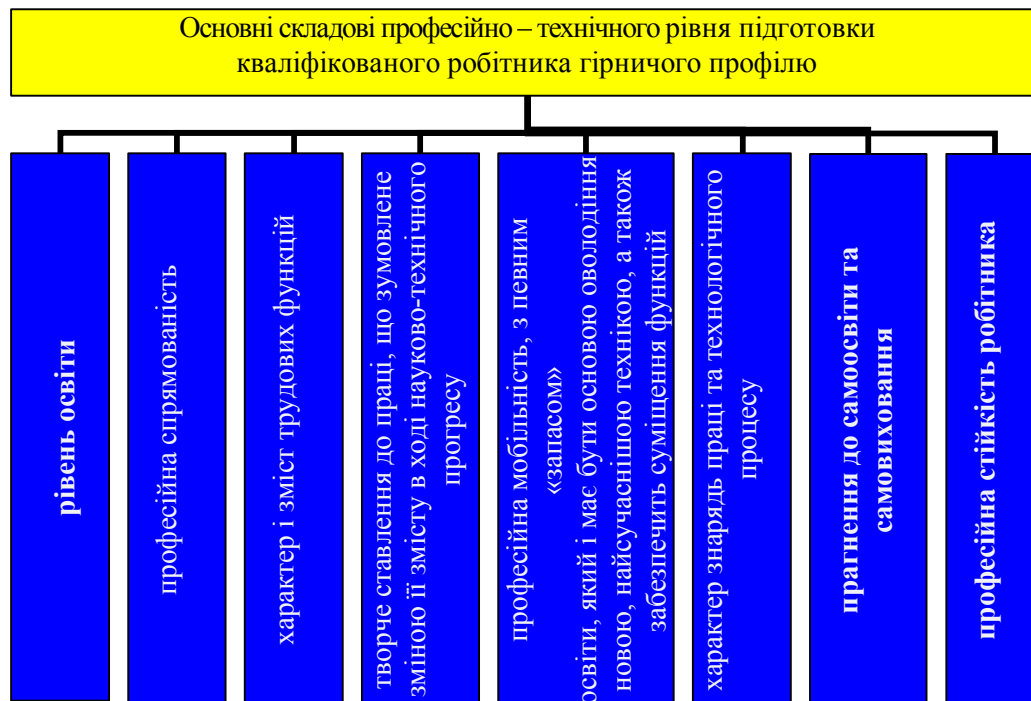 Основні складові професійно – технічного рівня підготовки
кваліфікованого робітника гірничого профілю
рівень освіти
професійна спрямованість
характер і зміст трудових функцій
творче ставлення до праці, що зумовлене
зміною її змісту в ході науково-технічного
прогресу
професійна мобільність, з певним
«запасом»
освіти, який і має бути основою оволодіння
новою, найсучаснішою технікою, а також
забезпечить суміщення функцій
характер знарядь праці та технологічного
процесу
прагнення до самоосвіти та
самовиховання
професійна стійкість робітника